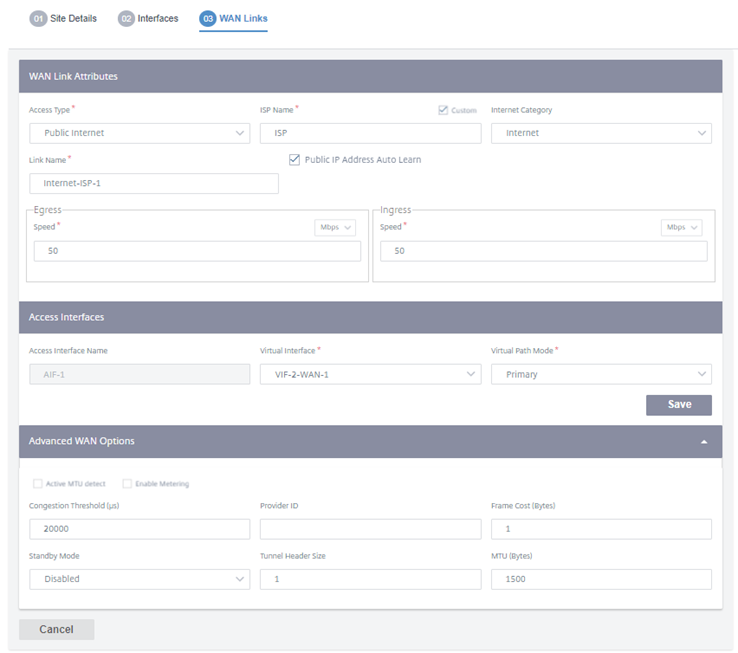 01 Site Details 02 Interfaces 03 WAN Links
WAN Link Attributes
Access Type * ISP Name * Custom Internet Category
Public Internet ISP Internet
Link Name * Public IP Address Auto Learn
Internet-ISP-1
Egress Ingress
Speed * Mbps Speed * Mbps
50 50
Access Interfaces
Access Interface Name Virtual Interface * Virtual Path Mode *
AIF-1 VIF-2-WAN-1 Primary
Save
Advanced WAN Options
Active MTU detect Enable Metering
Congestion Threshold (µs) Provider ID Frame Cost (Bytes)
20000 1
Standby Mode Tunnel Header Size MTU (Bytes)
Disabled 1 1500
Cancel